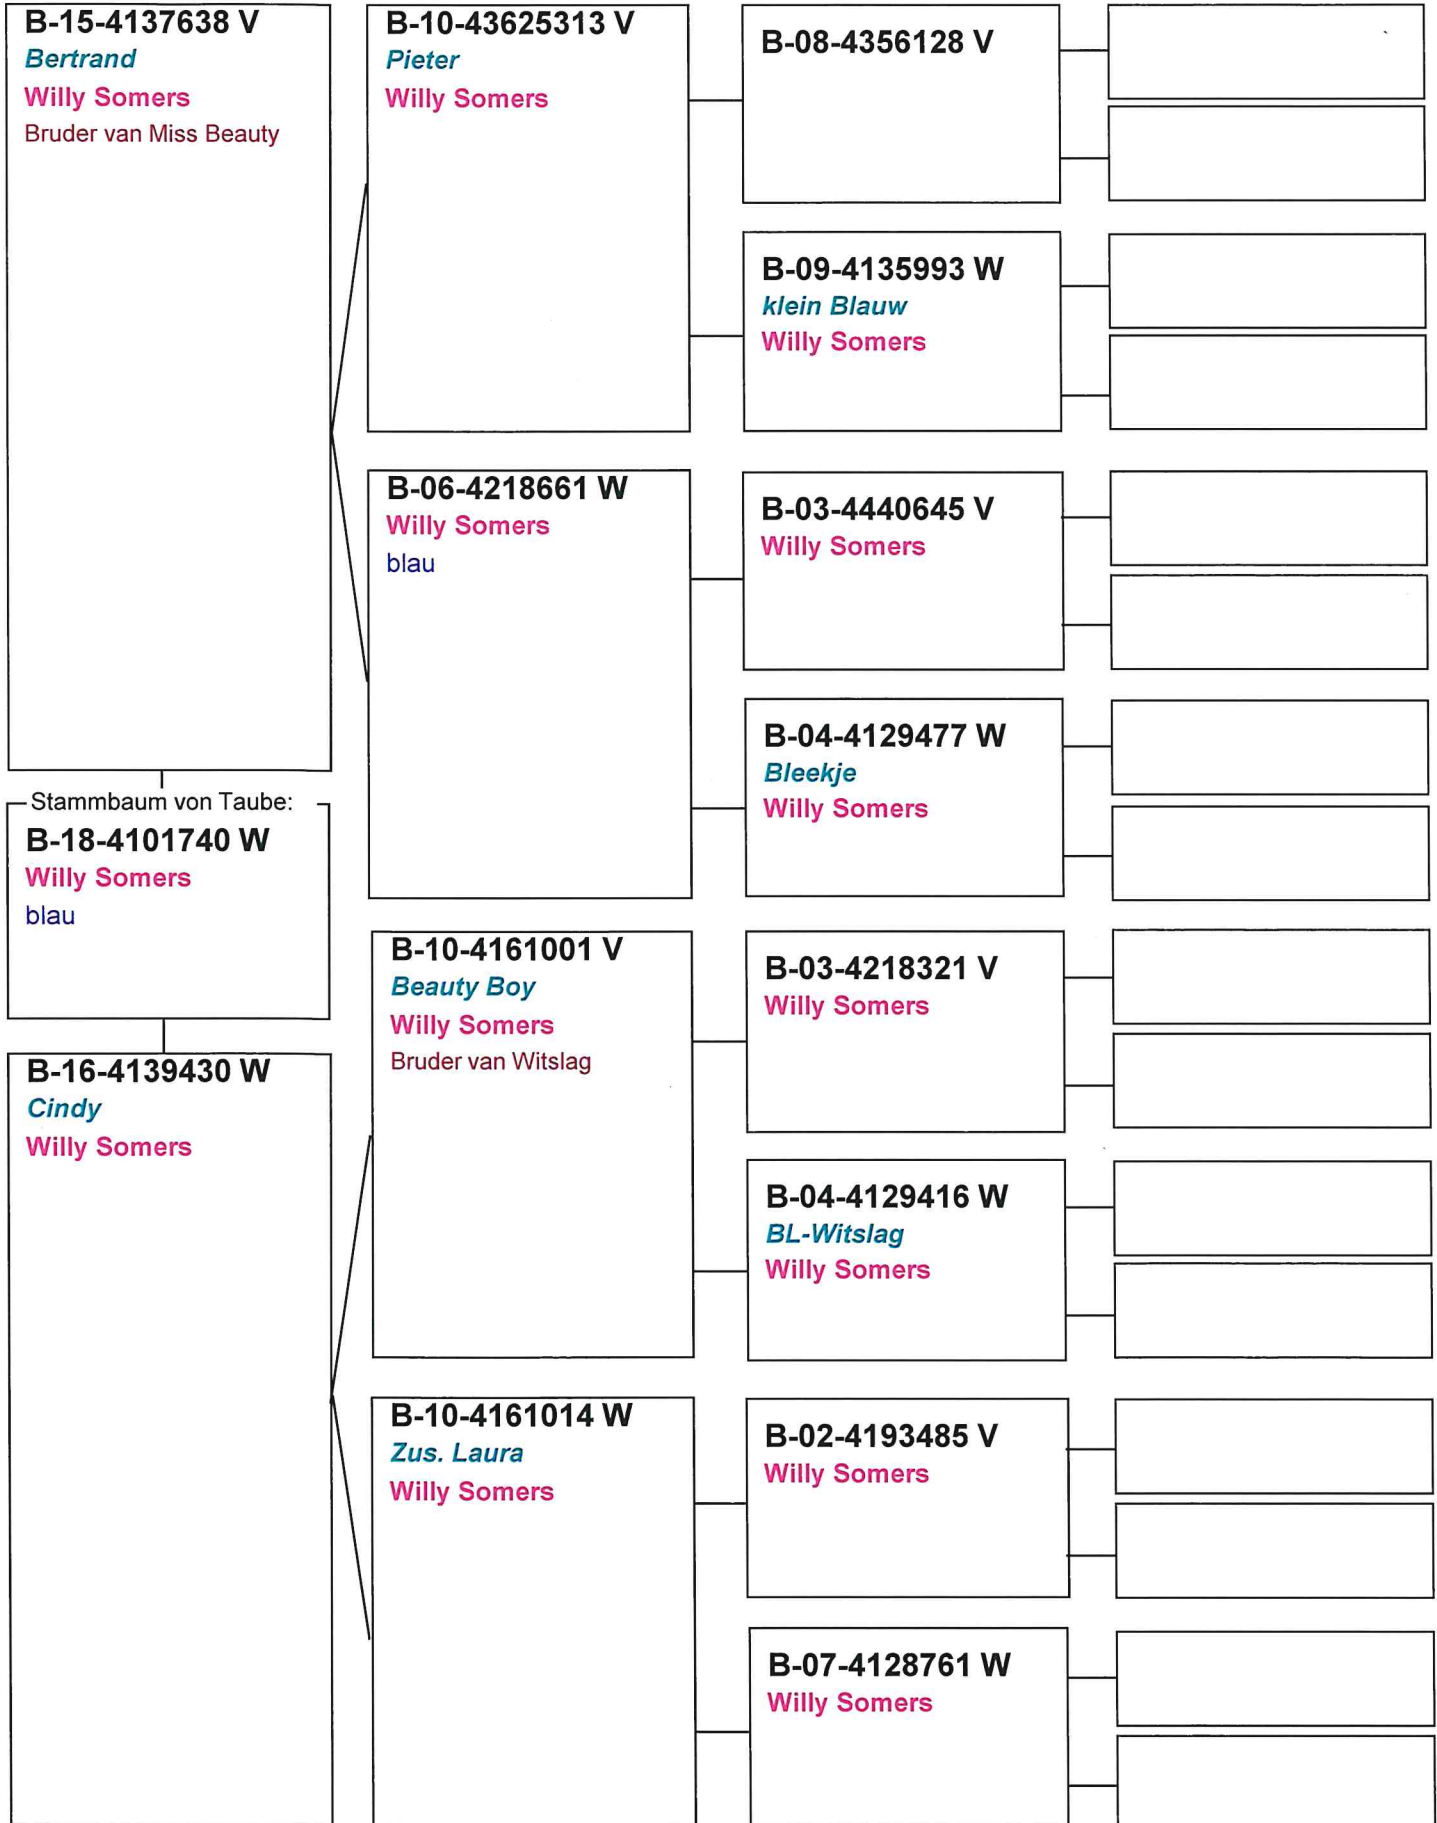 B-15-4137638 V
Bertrand
Willy Somers
Bruder van Miss Beauty
Stammbaum von Taube:
B-18-4101740 W
Willy Somers
blau
B-16-4139430 W
Cindy
Willy Somers
B-10-43625313 V
Pieter
Willy Somers
B-06-4218661 W
Willy Somers
blau
B-10-4161001 V
Beauty Boy
Willy Somers
Bruder van Witslag
B-10-4161014 W
Zus. Laura
Willy Somers
B-08-4356128 V
B-09-4135993 W
klein Blauw
Willy Somers
B-03-4440645 V
Willy Somers
B-04-4129477 W
Bleekje
Willy Somers
B-03-4218321 V
Willy Somers
B-04-4129416 W
BL-Witslag
Willy Somers
B-02-4193485 V
Willy Somers
B-07-4128761 W
Willy Somers